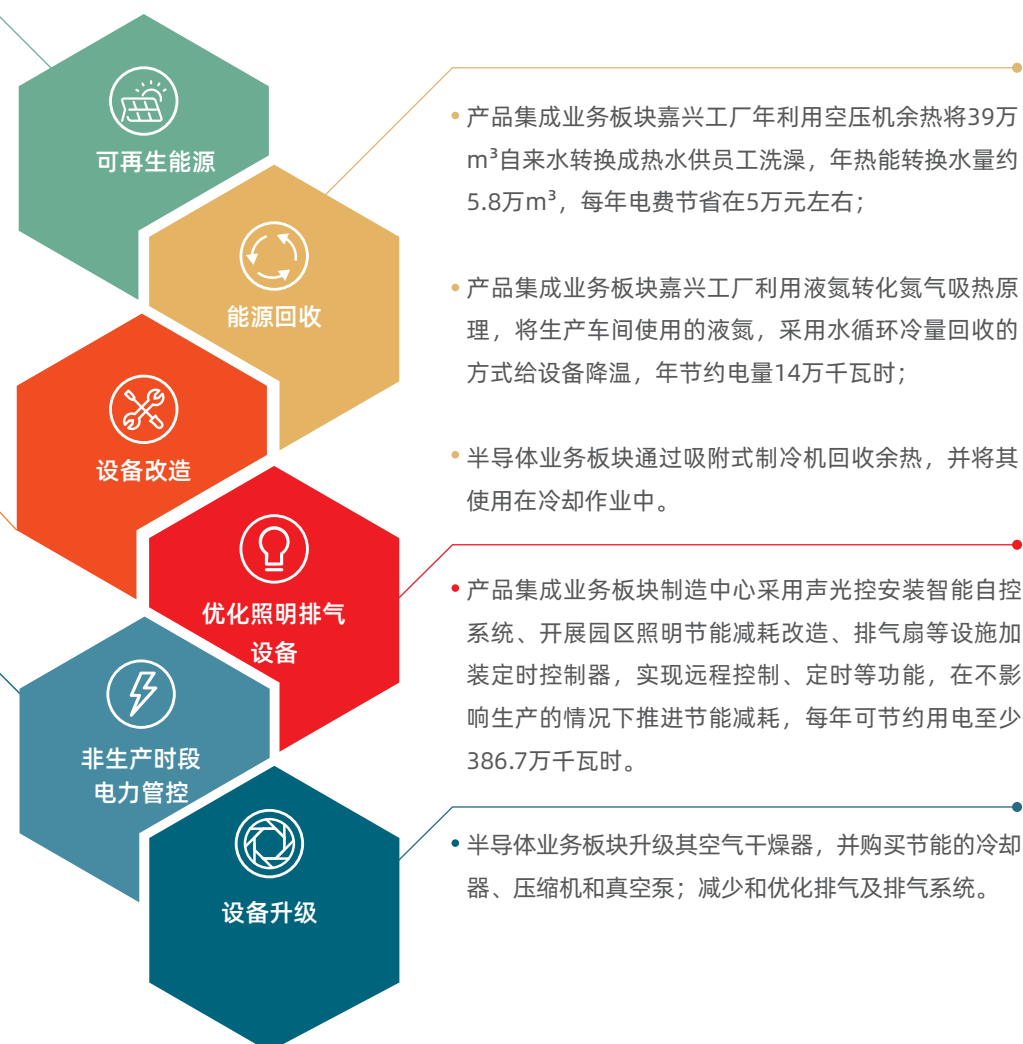 可再生能源
能源回收
• 产品集成业务板块嘉兴工厂年利用空压机余热将39万
m³自来水转换成热水供员工洗澡，年热能转换水量约
5.8万m³，每年电费节省在5万元左右；
• 产品集成业务板块嘉兴工厂利用液氮转化氮气吸热原
理，将生产车间使用的液氮，采用水循环冷量回收的
方式给设备降温，年节约电量14万千瓦时；
• 半导体业务板块通过吸附式制冷机回收余热，并将其
使用在冷却作业中。
设备改造
优化照明排气
设备
• 产品集成业务板块制造中心采用声光控安装智能自控
系统、开展园区照明节能减耗改造、排气扇等设施加
装定时控制器，实现远程控制、定时等功能，在不影
响生产的情况下推进节能减耗，每年可节约用电至少
386.7万千瓦时。
非生产时段
电力管控
设备升级
• 半导体业务板块升级其空气干燥器，并购买节能的冷却
器、压缩机和真空泵；减少和优化排气及排气系统。